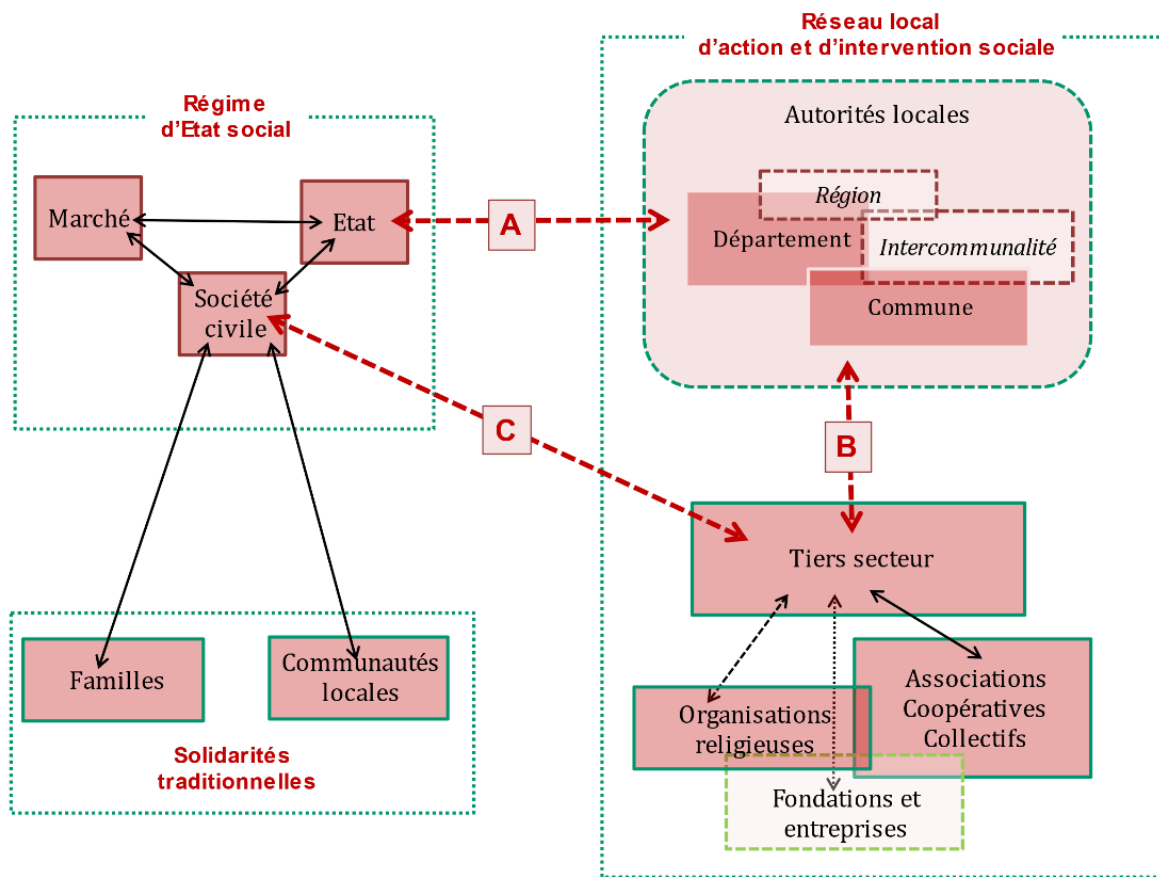 Régime
d'Etat social
Marché
Etat
Société
civile
A
C
Familles
Communautés
locales
Solidarités
traditionnelles
Réseau local
d'action et d'intervention sociale
Autorités locales
Région
Département
Intercommunalité
Commune
B
Tiers secteur
Organisations
religieuses
Associations
Coopératives
Collectifs
Fondations et
entreprises